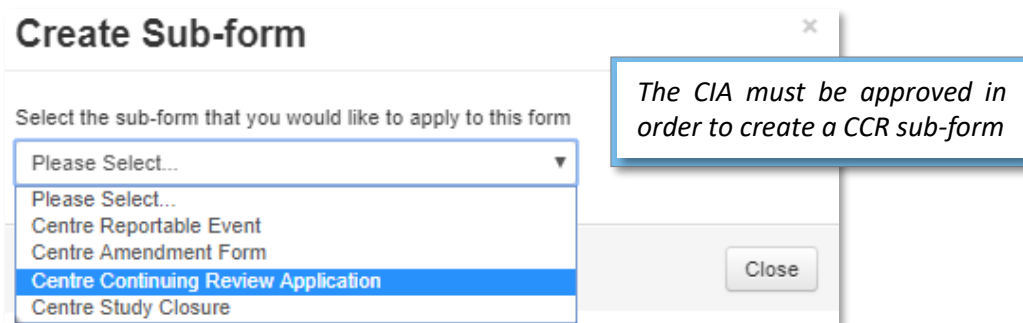 Create Sub-form
×
The CIA must be approved in
order to create a CCR sub-form
Select the sub-form that you would like to apply to this form
Please Select...
Please Select...
Centre Reportable Event
Centre Amendment Form
Centre Continuing Review Application
Centre Study Closure
Close